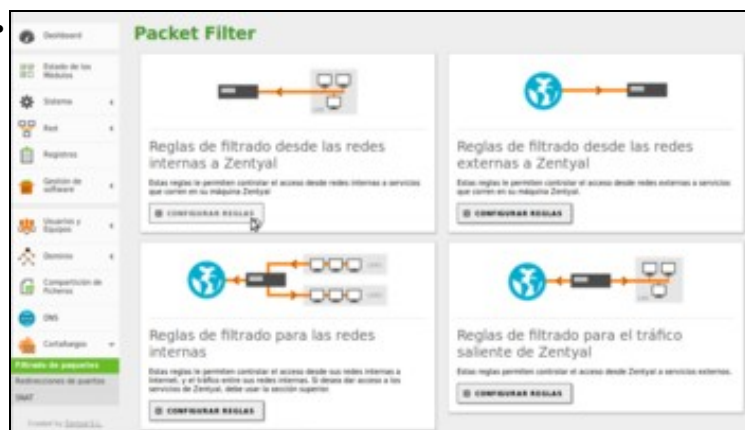 Packet Filter
Dashboard
Estado de los
Módulos
Sistema
Red
Registros
Gestión de
software
Usuarios y
Equipos
Dominio
Compartición de
Ficheros
DNS
Cortafuegos
Filtrado de paquetes
Redirecciones de puertos
SNAT
Created by Zentyal S.L.
Reglas de filtrado desde las redes
internas a Zentyal
Estas reglas le permiten controlar el acceso desde redes internas a servicios
que corren en su máquina Zentyal
CONFIGURAR REGLAS
Reglas de filtrado desde las redes
externas a Zentyal
Estas reglas le permiten controlar el acceso desde redes externas a servicios
que corren en su máquina Zentyal.
CONFIGURAR REGLAS
Reglas de filtrado para las redes
internas
Estas reglas le permiten controlar el acceso desde sus redes internas a
Internet, y el tráfico entre sus redes internas. Si desea dar acceso a los
servicios de Zentyal, debe usar la sección superior.
CONFIGURAR REGLAS
Reglas de filtrado para el tráfico
saliente de Zentyal
Estas reglas le permiten controlar el acceso desde Zentyal a servicios externos.
CONFIGURAR REGLAS